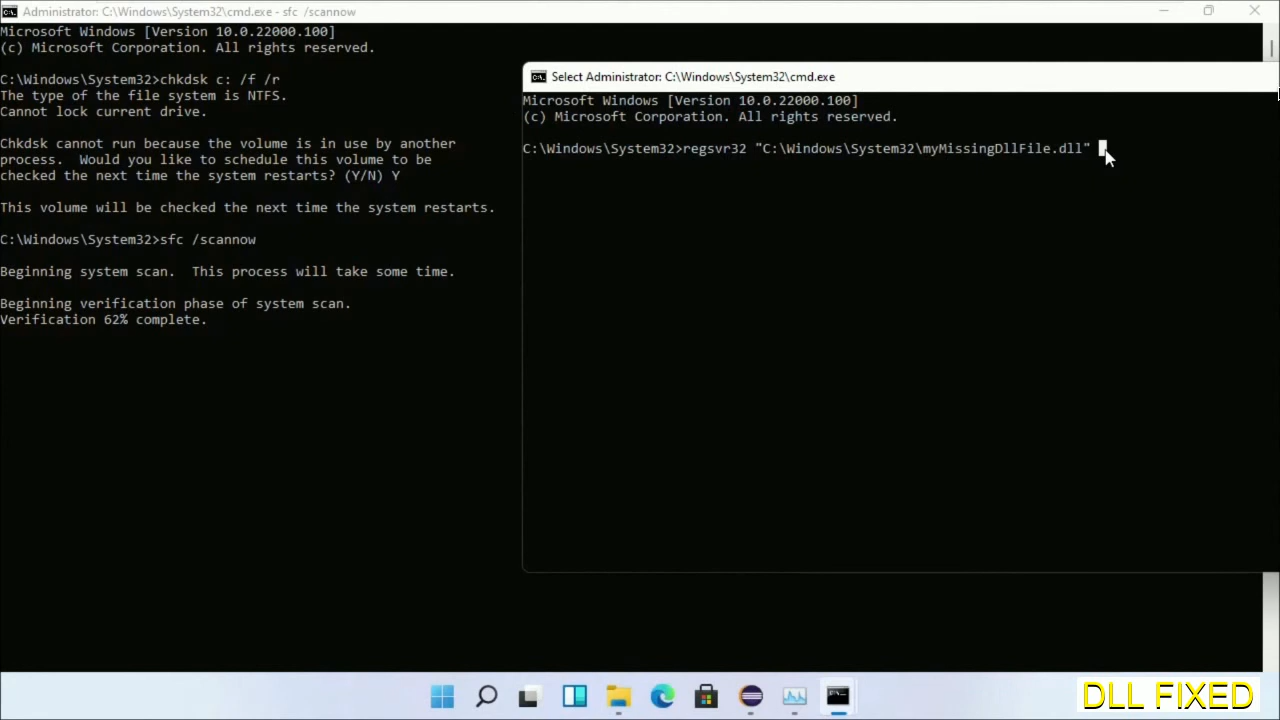 Administrator: C:\Windows\System32\cmd.exe - sfc /scannow
Microsoft Windows [Version 10.0.22000.100]
(c) Microsoft Corporation. All rights reserved.
C:\Windows\System32>chkdsk c: /f /r
The type of the file system is NTFS.
Cannot lock current drive.
Chkdsk cannot run because the volume is in use by another
process.  Would you like to schedule this volume to be
checked the next time the system restarts? (Y/N) Y
This volume will be checked the next time the system restarts.
C:\Windows\System32>sfc /scannow
Beginning system scan.  This process will take some time.
Beginning verification phase of system scan.
Verification 62% complete.
Select Administrator: C:\Windows\System32\cmd.exe
Microsoft Windows [Version 10.0.22000.100]
(c) Microsoft Corporation. All rights reserved.
C:\Windows\System32>regsvr32 "C:\Windows\System32\myMissingDllFile.dll"
DLL FIXED